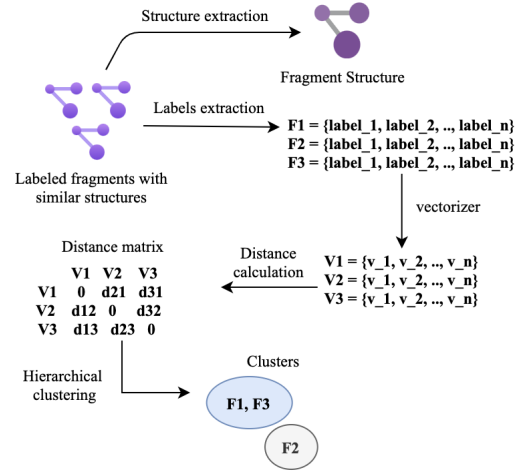 Structure extraction
Fragment Structure
Labels extraction
F1 = {label_1, label_2, .., label_n}
F2 = {label_1, label_2, .., label_n}
F3 = {label_1, label_2, .., label_n}
Labeled fragments with
similar structures
vectorizer
V1 = {v_1, v_2, .., v_n}
V2 = {v_1, v_2, .., v_n}
V3 = {v_1, v_2, .., v_n}
Distance
calculation
Distance matrix
V1 V2 V3
V1 0 d21 d31
V2 d12 0 d32
V3 d13 d23 0
Hierarchical
clustering
Clusters
F1, F3
F2